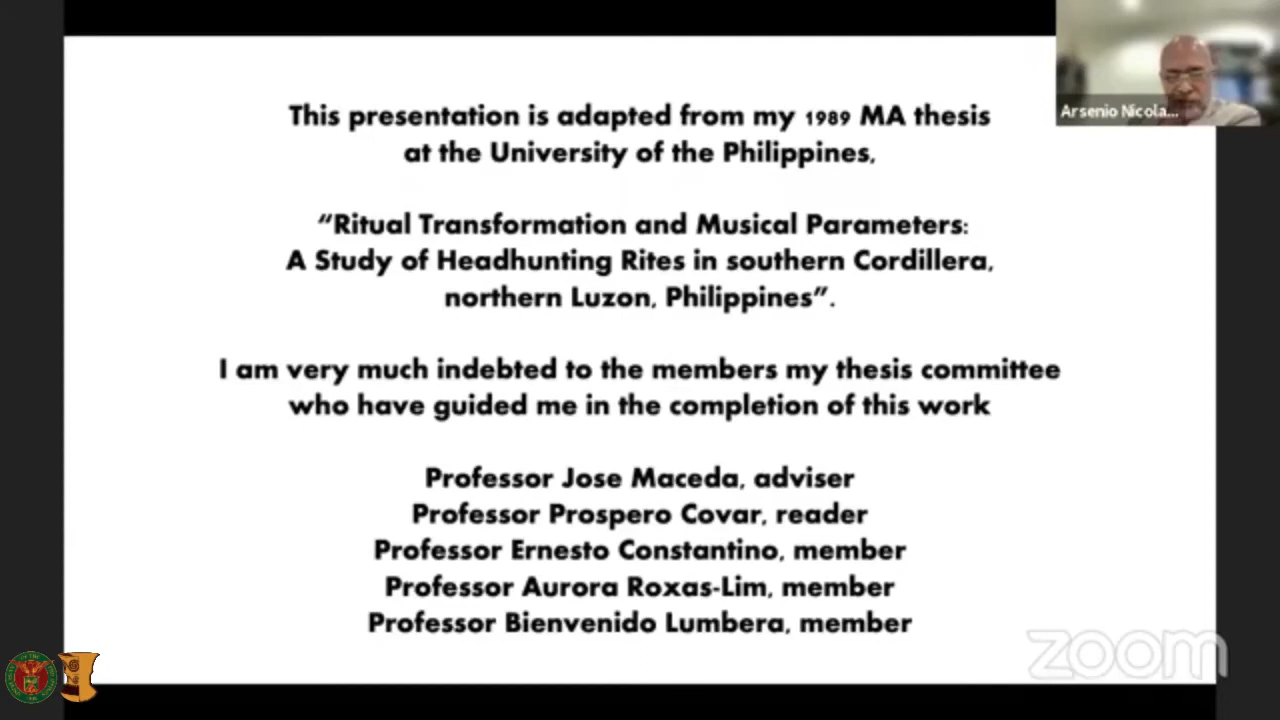 This presentation is adapted from my 1989 MA thesis
at the University of the Philippines,
“Ritual Transformation and Musical Parameters:
A Study of Headhunting Rites in southern Cordillera,
northern Luzon, Philippines”.
I am very much indebted to the members my thesis committee
who have guided me in the completion of this work
Professor Jose Maceda, adviser
Professor Prospero Covar, reader
Professor Ernesto Constantino, member
Professor Aurora Roxas-Lim, member
Professor Bienvenido Lumbera, member
Arsenio Nicola...
zoom